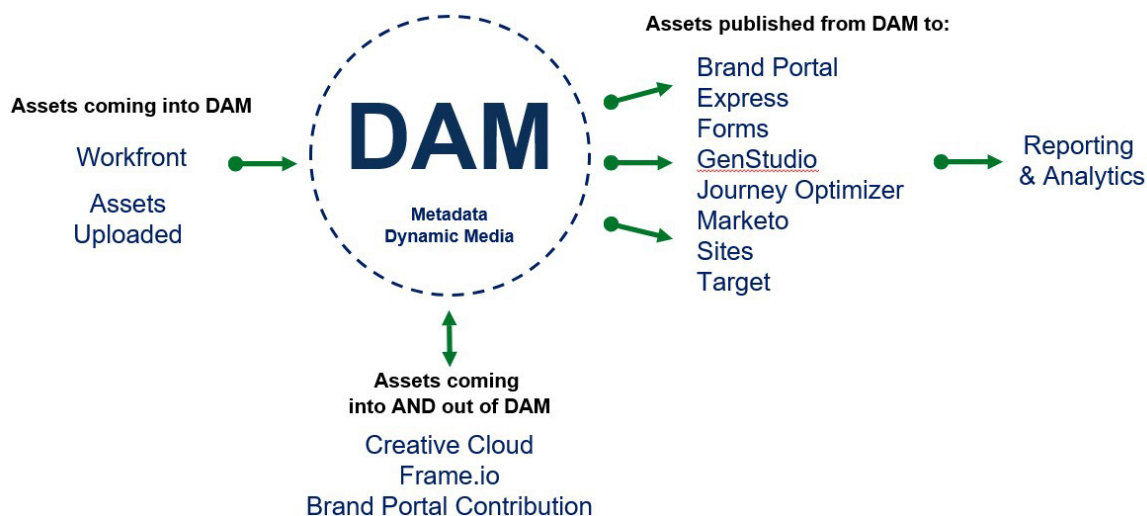 Assets coming into DAM
Workfront
Assets
Uploaded
DAM
Metadata
Dynamic Media
Assets published from DAM to:
Brand Portal
Express
Forms
GenStudio
Journey Optimizer
Marketo
Sites
Target
Reporting
& Analytics
Assets coming
into AND out of DAM
Creative Cloud
Frame.io
Brand Portal Contribution